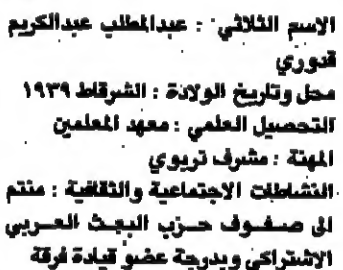 الاسم الثلاثي : عبدالمطلب عبدالكريم
قدوري
محل وتاريخ الولادة : الشرقاط ١٩٣٩
التحصيل العلمي : معهد المعلمين
المهنة : مشرف تربوي
النشاطات الاجتماعية والثقافية : منتم
الى صفوف حزب البعث العربي
الاشتراكي وبدرجة عضو قيادة فرقة